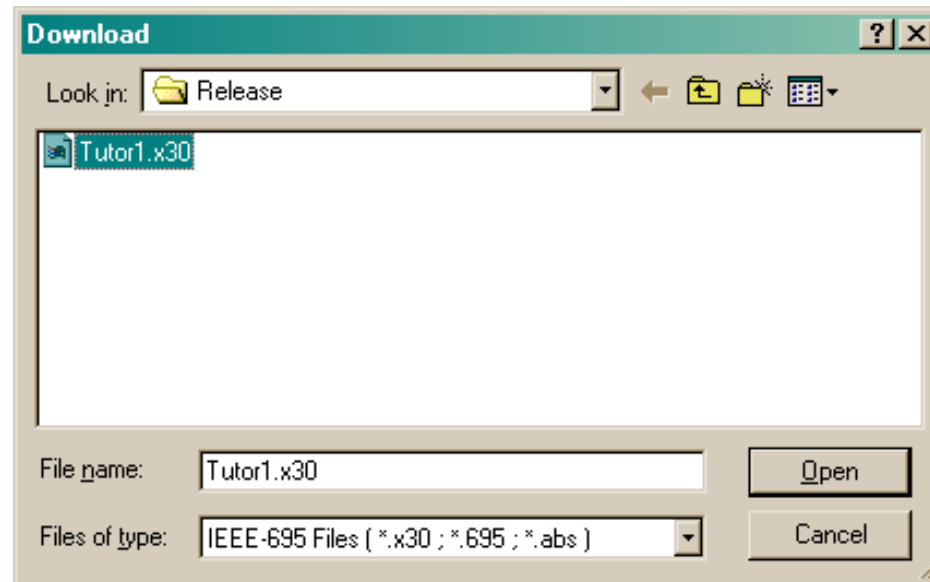 Download
Look in: Release
Tutor1.x30
File name: Tutor1.x30 Open
Files of type: IEEE-695 Files ( *.x30 ; *.695 ; *.abs ) Cancel